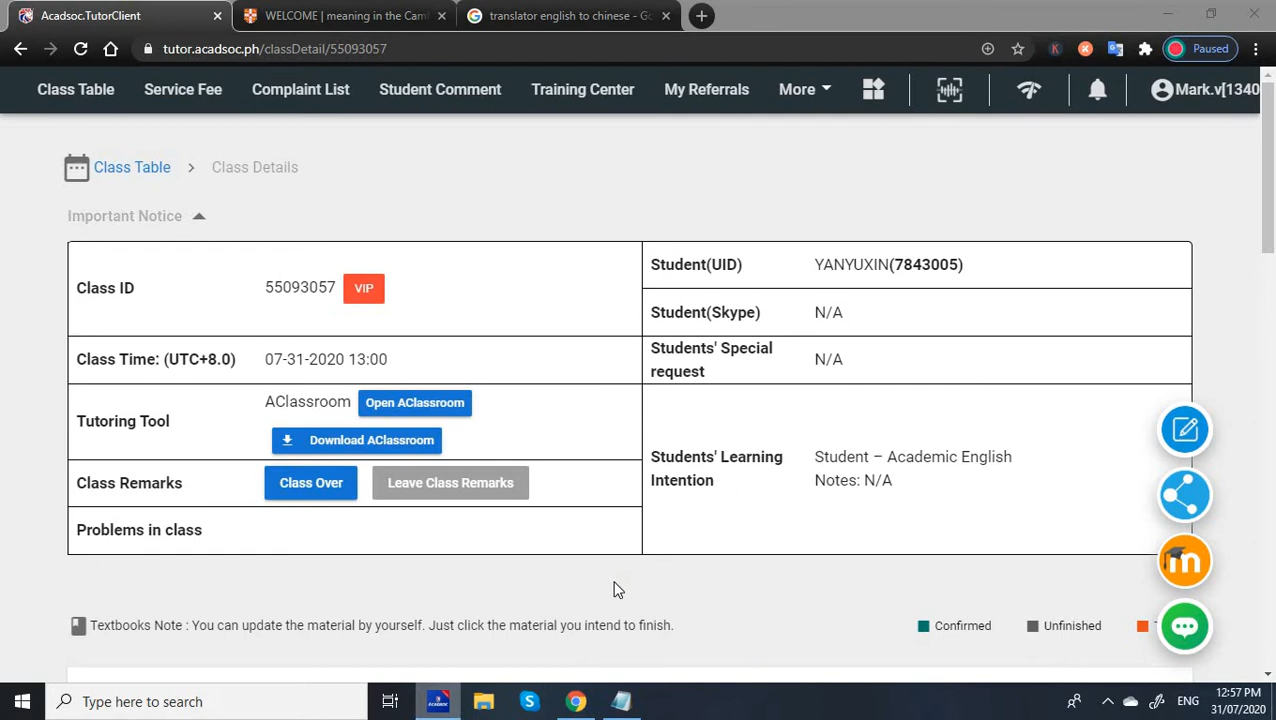 Acadsoc.TutorClient
WELCOME | meaning in the Cam
translator english to chinese - Go
tutor.acadsoc.ph/classDetail/55093057
Paused
Class Table Service Fee Complaint List Student Comment Training Center My Referrals More Mark.v[1340
Class Table > Class Details
Important Notice
Class ID 55093057 VIP
Student(UID) YANYUXIN(7843005)
Student(Skype) N/A
Class Time: (UTC+8.0) 07-31-2020 13:00
Students' Special
request
N/A
Tutoring Tool AClassroom Open AClassroom
Download AClassroom
Students' Learning
Intention
Student – Academic English
Notes: N/A
Class Remarks Class Over Leave Class Remarks
Problems in class
Textbooks Note : You can update the material by yourself. Just click the material you intend to finish.
Confirmed Unfinished T
Type here to search
ENG
12:57 PM
31/07/2020